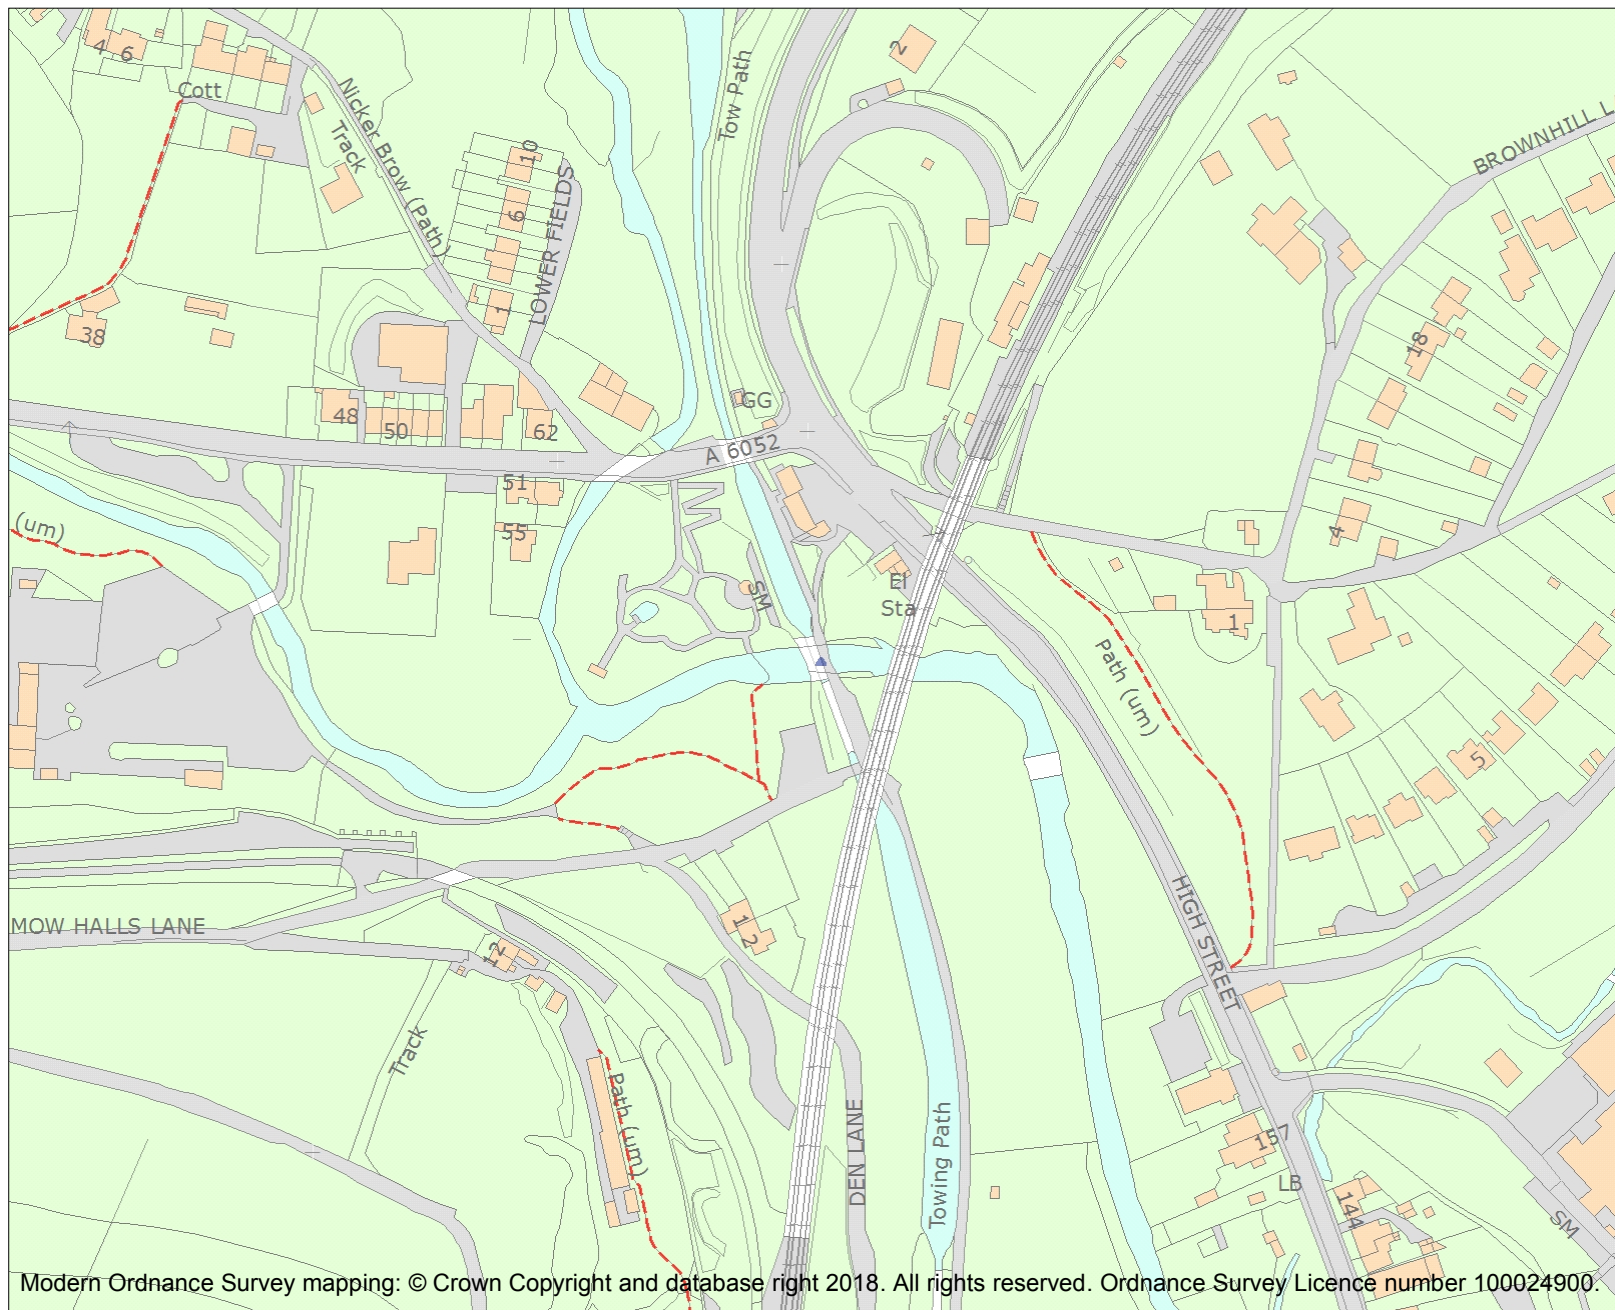 4
6
Cott
Nicker Brow (Path)
Track
Tow Path
2
BROWNHILL L
10
6
1
LOWER FIELDS
38
48
50
62
GG
A 6052
18
4
51
55
(um)
SM
El
Sta
1
Path (um)
5
MOW HALLS LANE
12
12
HIGH STREET
Track
Path (um)
DEN LANE
Towing Path
157
LB
144
SM
Modern Ordnance Survey mapping: © Crown Copyright and database right 2018. All rights reserved. Ordnance Survey Licence number 100024900.